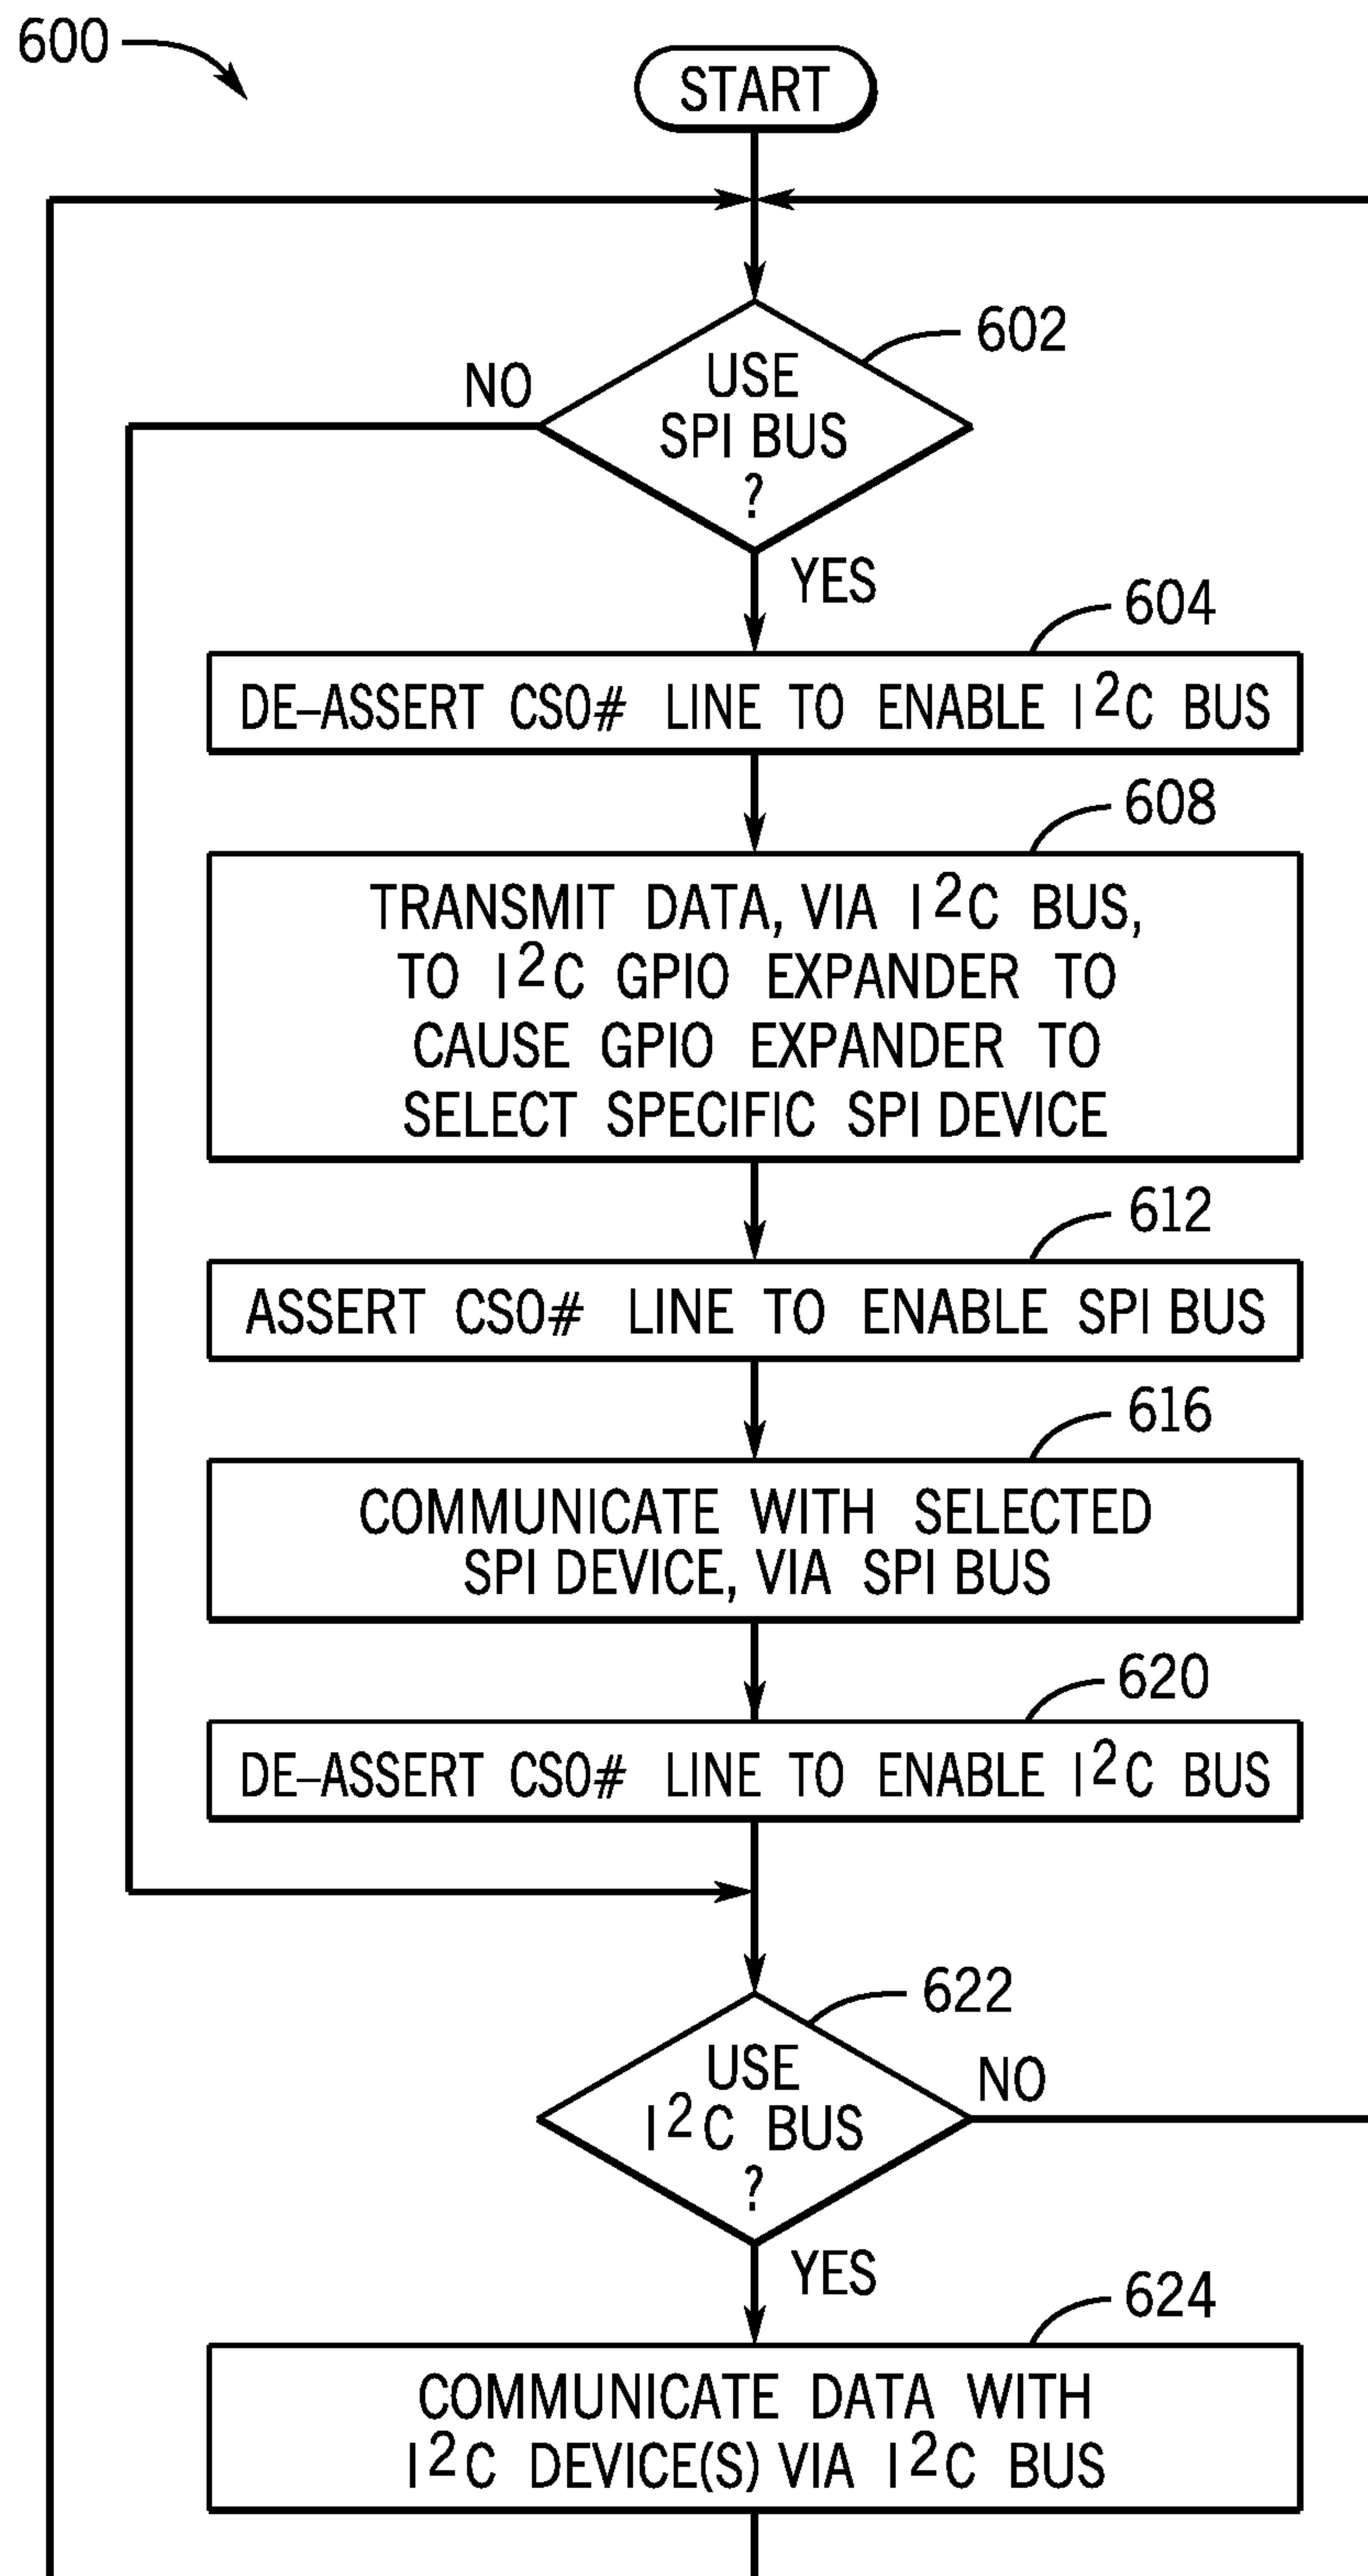 600
START
602
NO
USE
SPI BUS
?
YES
604
DE–ASSERT CS0# LINE TO ENABLE I²C BUS
608
TRANSMIT DATA, VIA I²C BUS,
TO I²C GPIO EXPANDER TO
CAUSE GPIO EXPANDER TO
SELECT SPECIFIC SPI DEVICE
612
ASSERT CS0# LINE TO ENABLE SPI BUS
616
COMMUNICATE WITH SELECTED
SPI DEVICE, VIA SPI BUS
620
DE–ASSERT CS0# LINE TO ENABLE I²C BUS
622
USE
I²C BUS
?
NO
YES
624
COMMUNICATE DATA WITH
I²C DEVICE(S) VIA I²C BUS